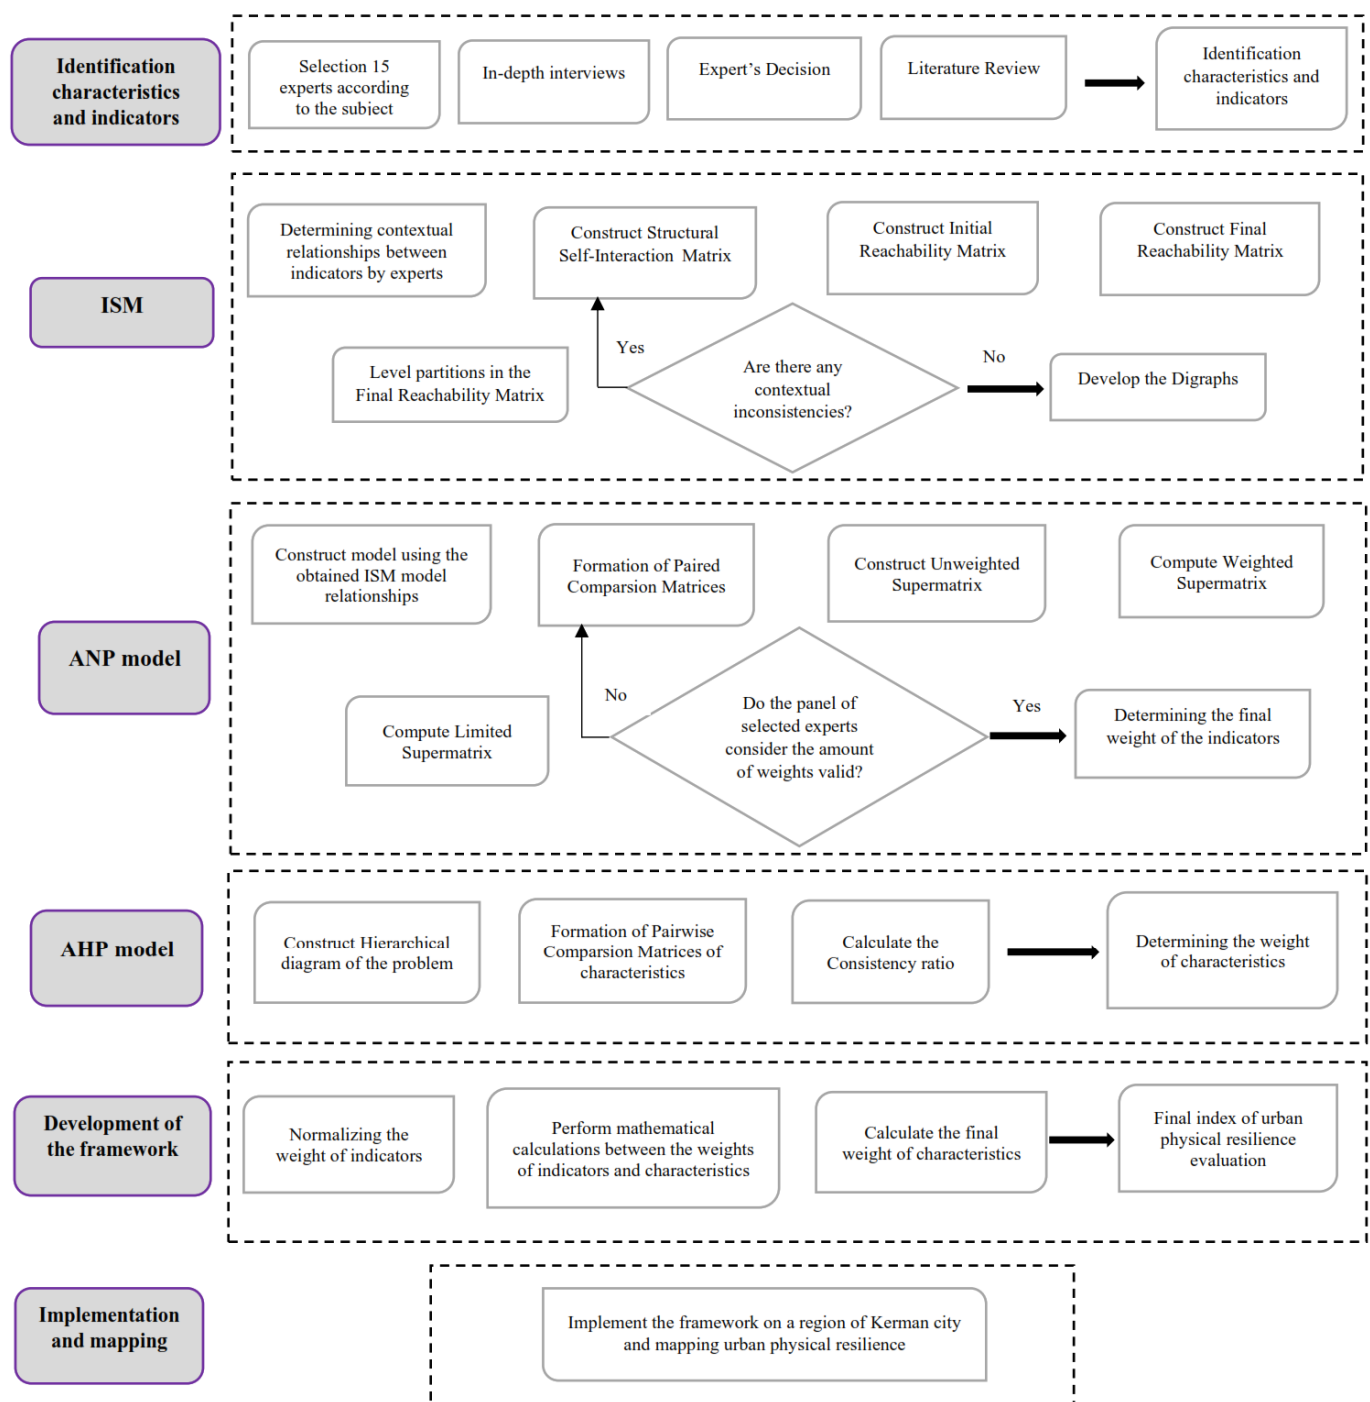 Identification
characteristics
and indicators
Selection 15
experts according
to the subject
In-depth interviews
Expert’s Decision
Literature Review
Identification
characteristics and
indicators
ISM
Determining contextual
relationships between
indicators by experts
Construct Structural
Self-Interaction Matrix
Construct Initial
Reachability Matrix
Construct Final
Reachability Matrix
Level partitions in the
Final Reachability Matrix
Yes
Are there any
contextual
inconsistencies?
No
Develop the Digraphs
ANP model
Construct model using the
obtained ISM model
relationships
Formation of Paired
Comparsion Matrices
Construct Unweighted
Supermatrix
Compute Weighted
Supermatrix
Compute Limited
Supermatrix
No
Do the panel of
selected experts
consider the amount
of weights valid?
Yes
Determining the final
weight of the indicators
AHP model
Construct Hierarchical
diagram of the problem
Formation of Pairwise
Comparsion Matrices of
characteristics
Calculate the
Consistency ratio
Determining the weight
of characteristics
Development of
the framework
Normalizing the
weight of indicators
Perform mathematical
calculations between the weights
of indicators and characteristics
Calculate the final
weight of characteristics
Final index of urban
physical resilience
evaluation
Implementation
and mapping
Implement the framework on a region of Kerman city
and mapping urban physical resilience